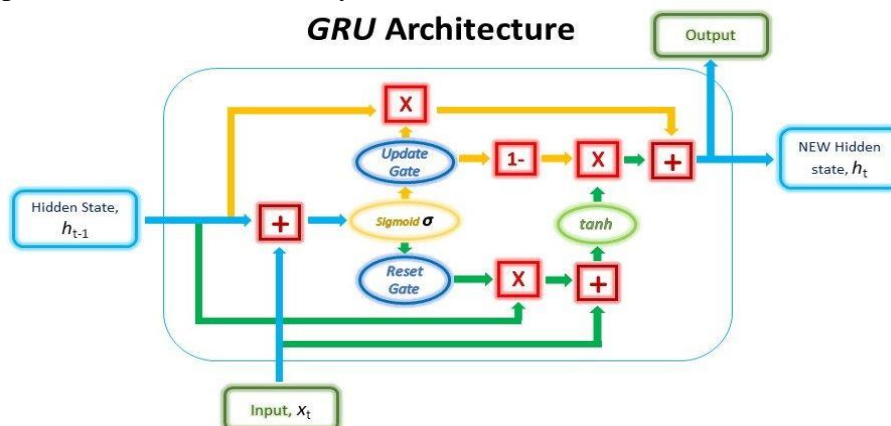 GRU Architecture
Output
X
Update
Gate
1-
X
+
NEW Hidden
state, hₜ
Hidden State,
hₜ₋₁
+
Sigmoid σ
tanh
Reset
Gate
X
+
Input, xₜ